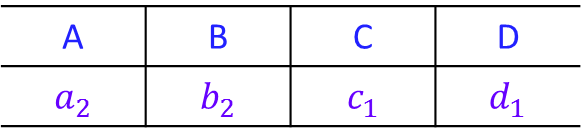 A B C D
a₂ b₂ c₁ d₁